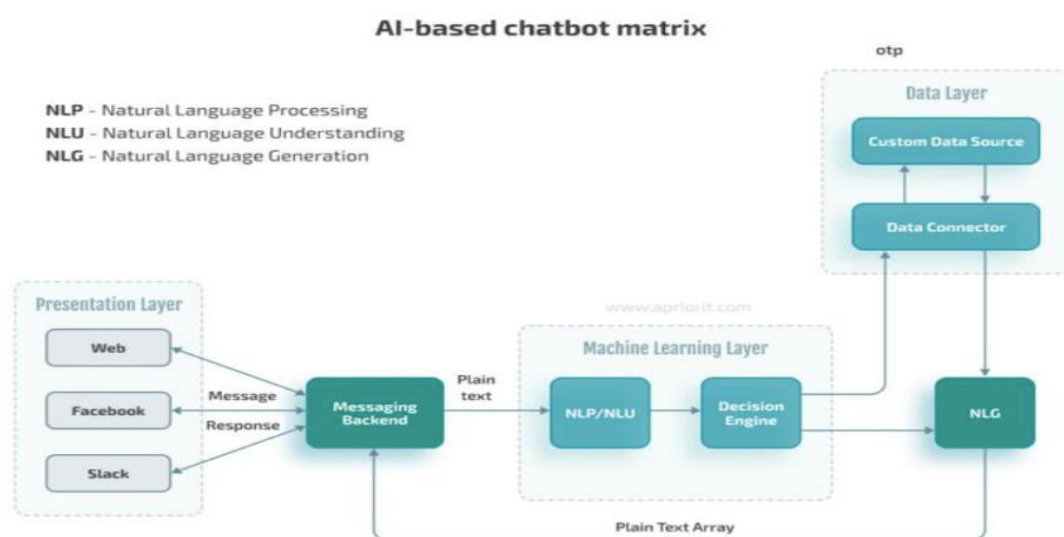 AI-based chatbot matrix
otp
NLP - Natural Language Processing
NLU - Natural Language Understanding
NLG - Natural Language Generation
Data Layer
Custom Data Source
Data Connector
Presentation Layer
Web
Facebook
Slack
Message
Response
Messaging
Backend
Plain
text
www.apriorit.com
Machine Learning Layer
NLP/NLU
Decision
Engine
NLG
Plain Text Array